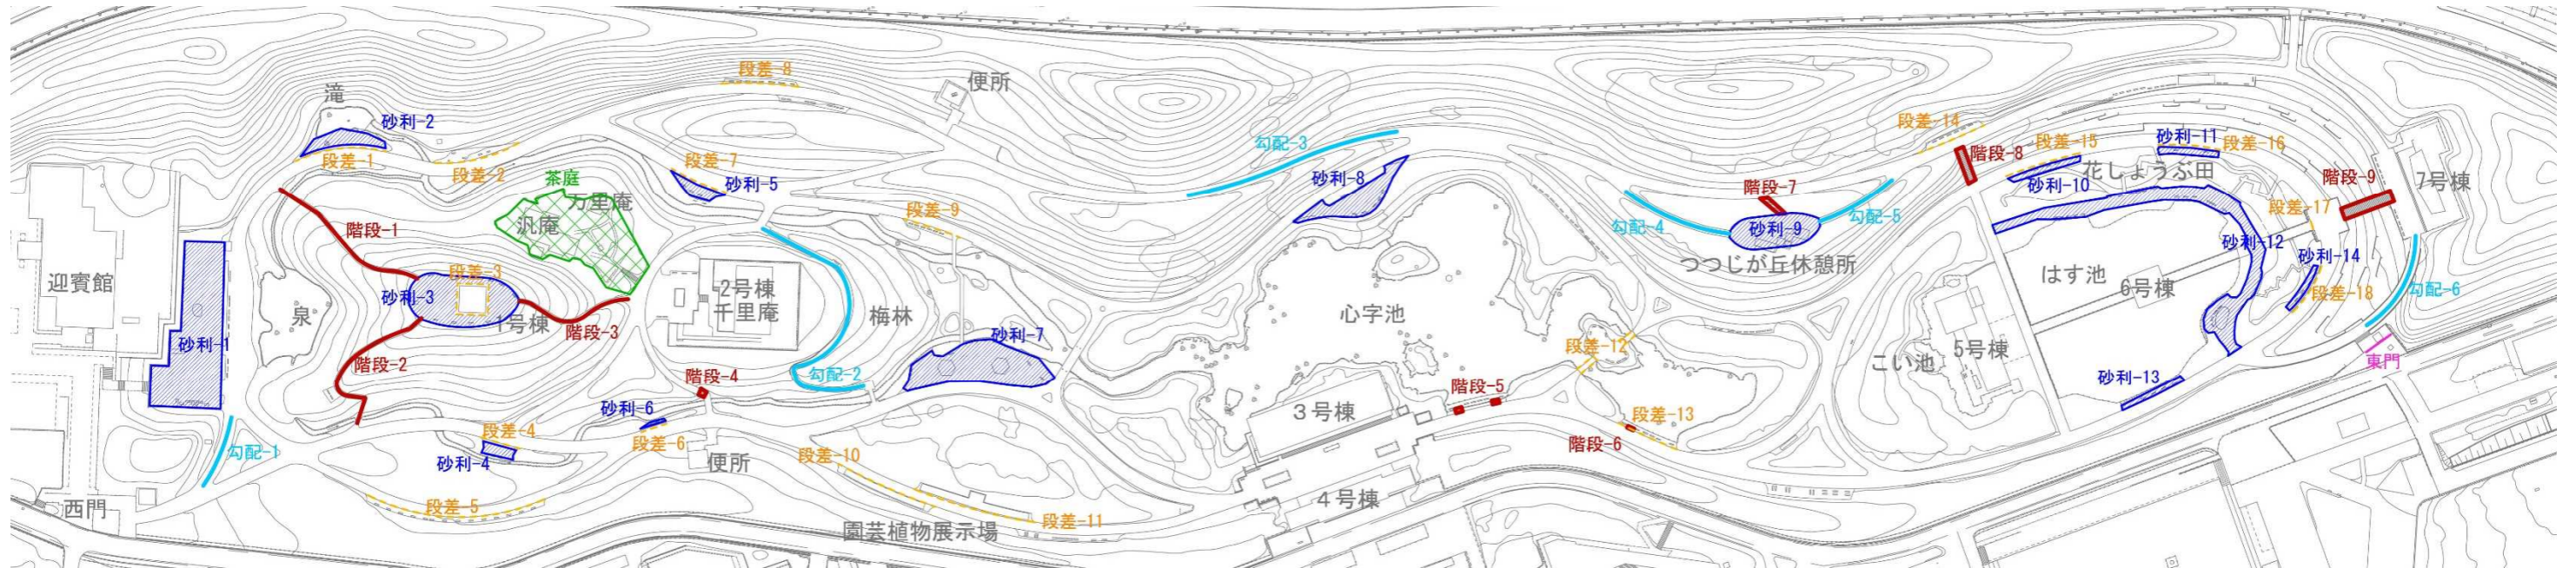 段差-8
便所
滝
砂利-2
段差-1
段差-2
段差-7
砂利-5
茶庭
万里庵
汎庵
段差-9
勾配-3
砂利-8
段差-14
階段-8
段差-15
砂利-11
段差-16
花しょうぶ田
砂利-10
階段-9
7号棟
階段-7
勾配-4
勾配-5
砂利-9
つつじが丘休憩所
段差-17
砂利-12
砂利-14
段差-18
勾配-6
はす池
6号棟
階段-1
段差-3
砂利-3
1号棟
階段-3
階段-2
迎賓館
砂利-1
泉
2号棟
千里庵
梅林
勾配-2
砂利-7
心字池
段差-12
こい池
5号棟
東門
砂利-13
階段-4
砂利-6
段差-6
段差-4
砂利-4
勾配-1
便所
段差-10
３号棟
階段-5
段差-13
階段-6
西門
段差-5
園芸植物展示場
段差-11
４号棟